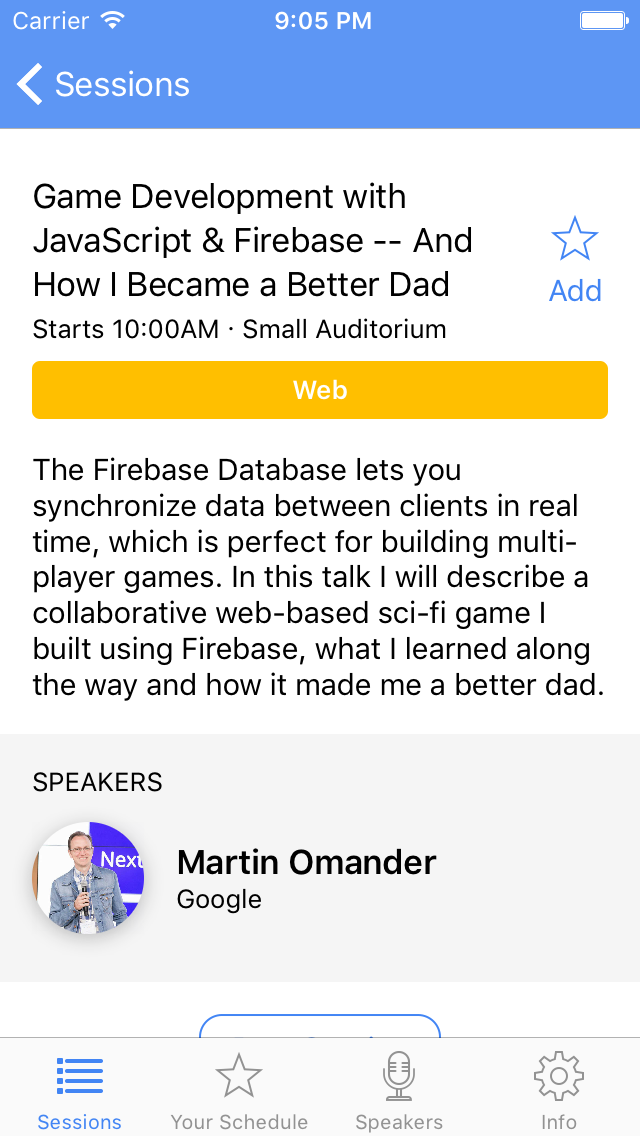 Carrier 9:05 PM
Sessions
Game Development with
JavaScript & Firebase -- And
How I Became a Better Dad
Add
Starts 10:00AM · Small Auditorium
Web
The Firebase Database lets you
synchronize data between clients in real
time, which is perfect for building multi-
player games. In this talk I will describe a
collaborative web-based sci-fi game I
built using Firebase, what I learned along
the way and how it made me a better dad.
SPEAKERS
Next
Martin Omander
Google
Sessions Your Schedule Speakers Info